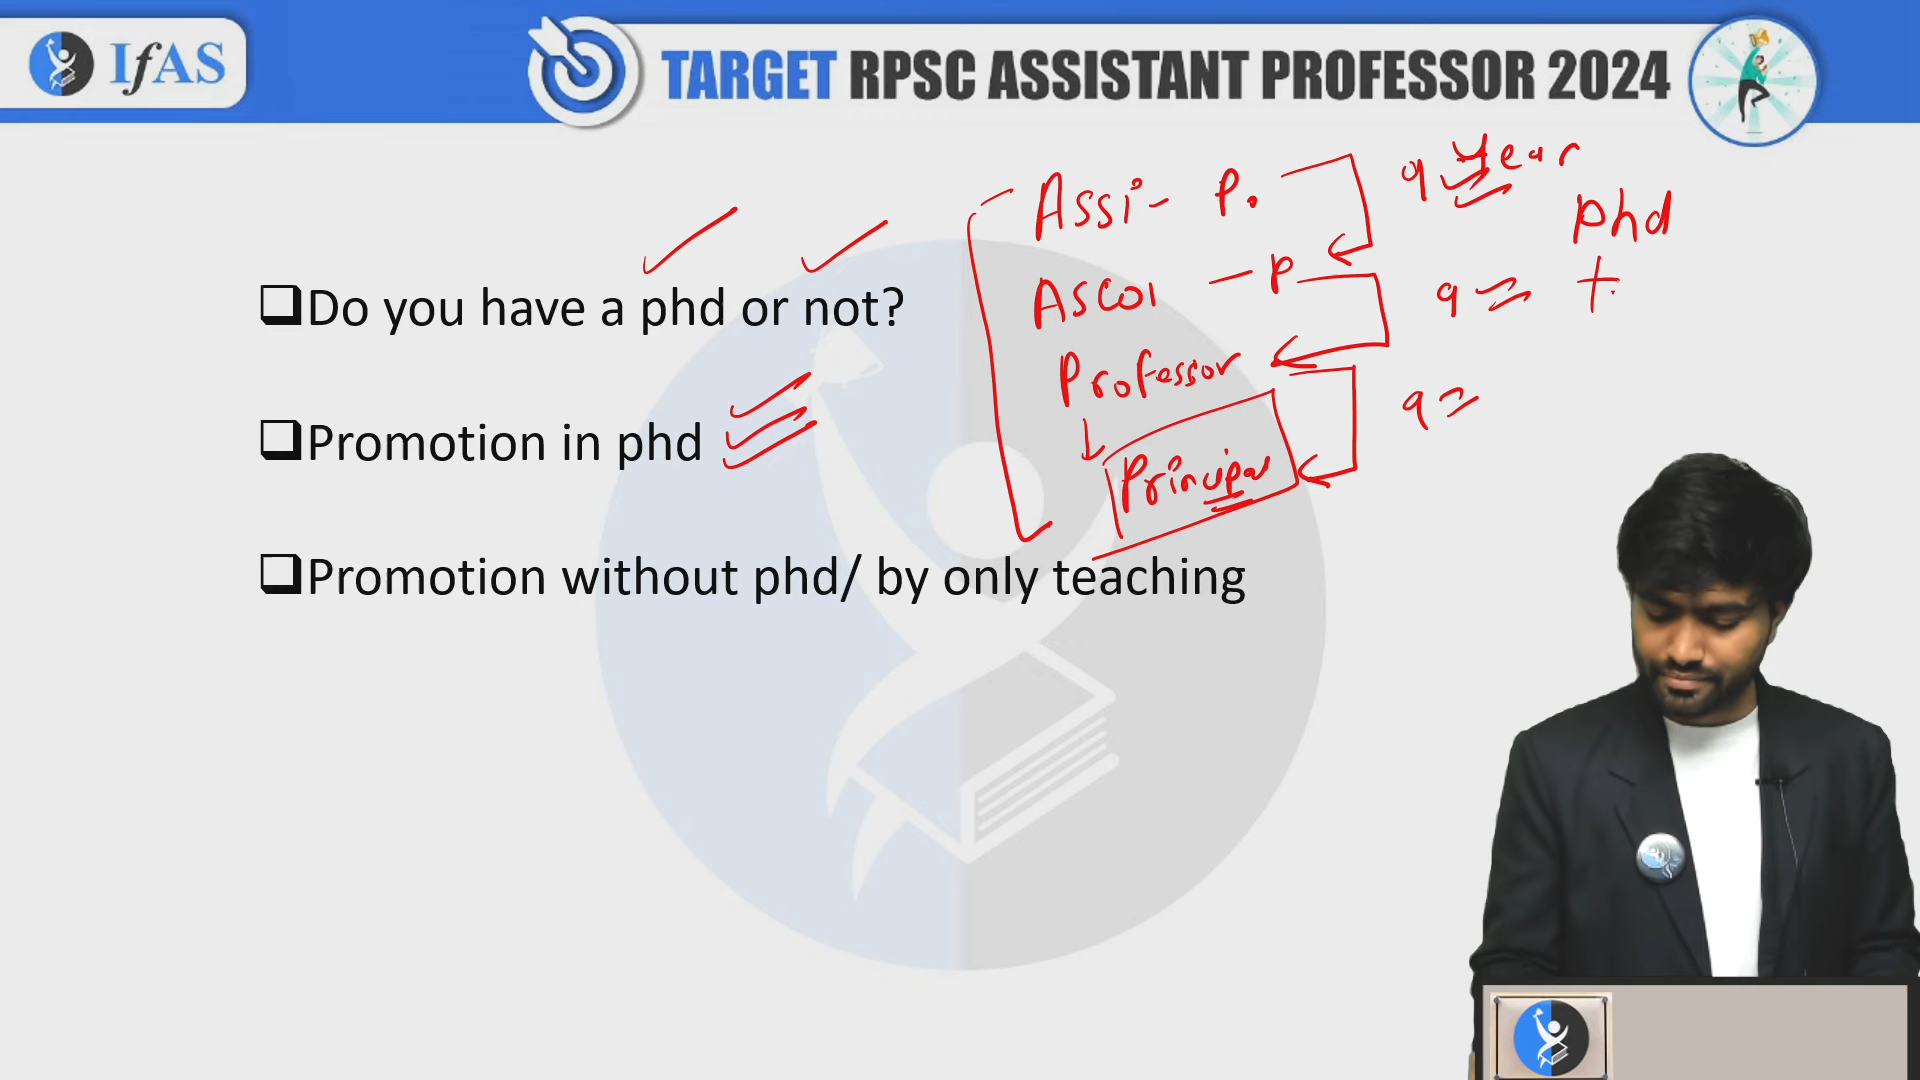 IfAS
TARGET RPSC ASSISTANT PROFESSOR 2024
Assi- P.
9 Year
phd
+
Do you have a phd or not?
Ascoi - P
9
Professor
9
Promotion in phd
Principal
Promotion without phd/ by only teaching